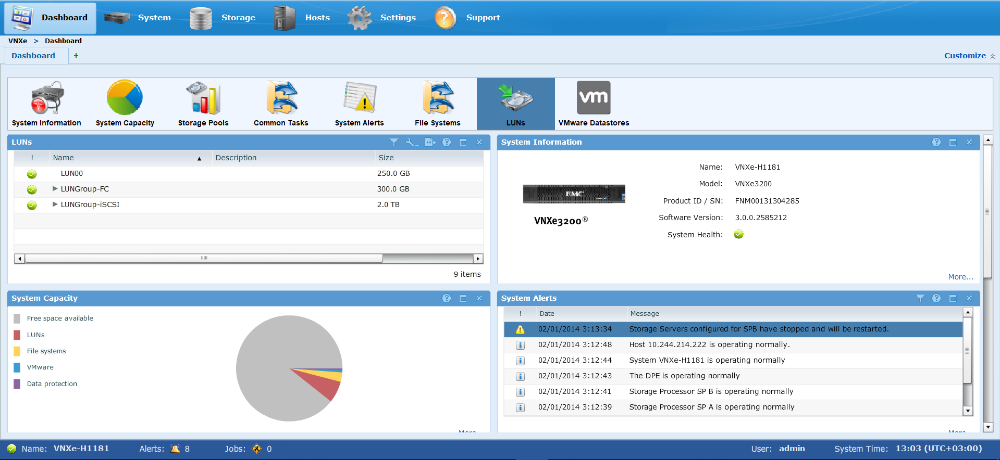 Dashboard System Storage Hosts Settings Support
VNXe > Dashboard
Dashboard + Customize
System Information System Capacity Storage Pools Common Tasks System Alerts File Systems LUNs VMware Datastores
vm
LUNs
! Name ▲ Description Size
LUN00 250.0 GB
LUNGroup-FC 300.0 GB
LUNGroup-iSCSI 2.0 TB
9 items
System Information
EMC²
VNXe3200®
Name: VNXe-H1181
Model: VNXe3200
Product ID / SN: FNM00131304285
Software Version: 3.0.0.2585212
System Health:
More...
System Capacity
Free space available
LUNs
File systems
VMware
Data protection
More...
System Alerts
! Date Message
02/01/2014 3:13:34 Storage Servers configured for SPB have stopped and will be restarted.
02/01/2014 3:12:48 Host 10.244.214.222 is operating normally.
02/01/2014 3:12:44 System VNXe-H1181 is operating normally
02/01/2014 3:12:43 The DPE is operating normally
02/01/2014 3:12:41 Storage Processor SP B is operating normally
02/01/2014 3:12:39 Storage Processor SP A is operating normally
More...
Name: VNXe-H1181 Alerts: 8 Jobs: 0 User: admin System Time: 13:03 (UTC+03:00)